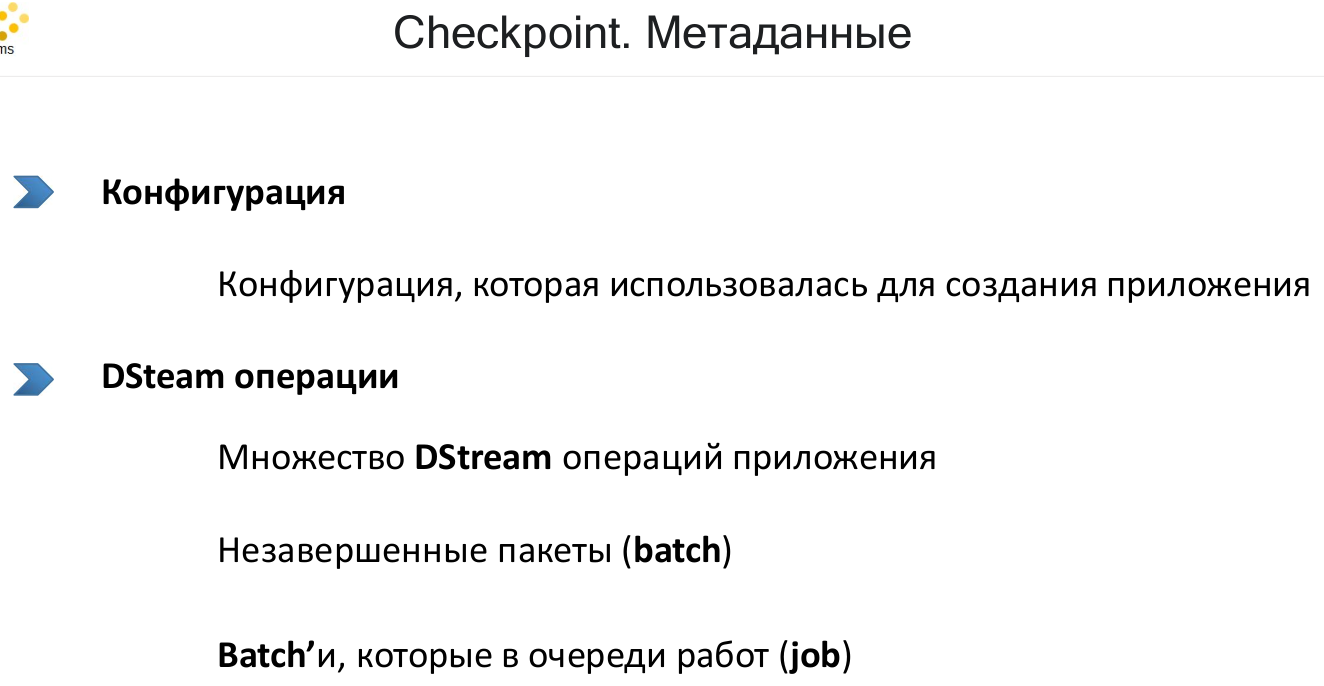 ms
Checkpoint. Метаданные
Конфигурация
Конфигурация, которая использовалась для создания приложения
DSteam операции
Множество DStream операций приложения
Незавершенные пакеты (batch)
Batch’и, которые в очереди работ (job)